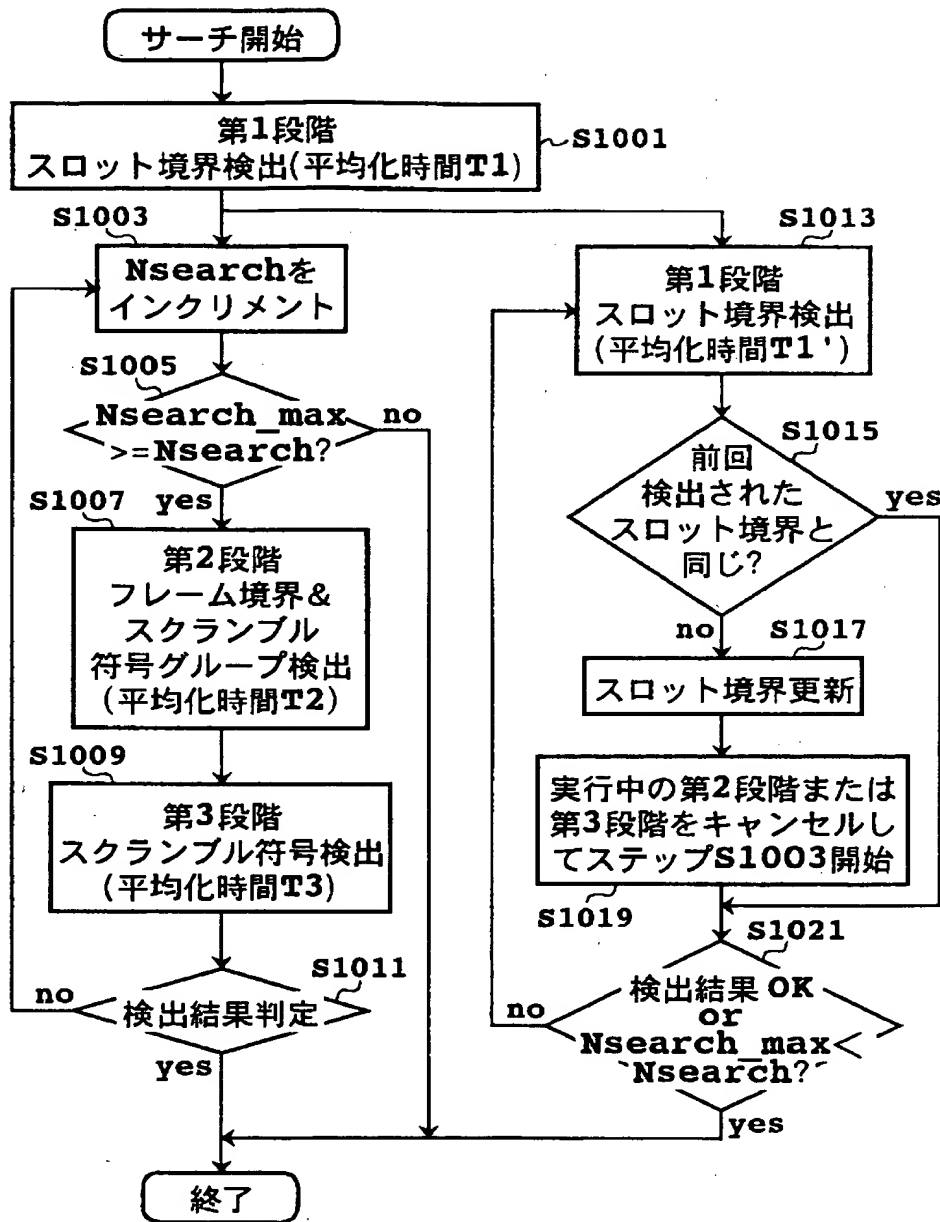 サーチ開始
第1段階
スロット境界検出(平均化時間T1)
S1001
S1003
Nsearchを
インクリメント
S1005
Nsearch_max
>=Nsearch?
no
yes
S1007
第2段階
フレーム境界&
スクランブル
符号グループ検出
(平均化時間T2)
S1009
第3段階
スクランブル符号検出
(平均化時間T3)
S1011
no
検出結果判定
yes
S1013
第1段階
スロット境界検出
(平均化時間T1')
S1015
前回
検出された
スロット境界と
同じ?
yes
no
S1017
スロット境界更新
実行中の第2段階または
第3段階をキャンセルし
てステップS1003開始
S1019
S1021
no
検出結果 OK
or
Nsearch_max<
Nsearch?
yes
終了